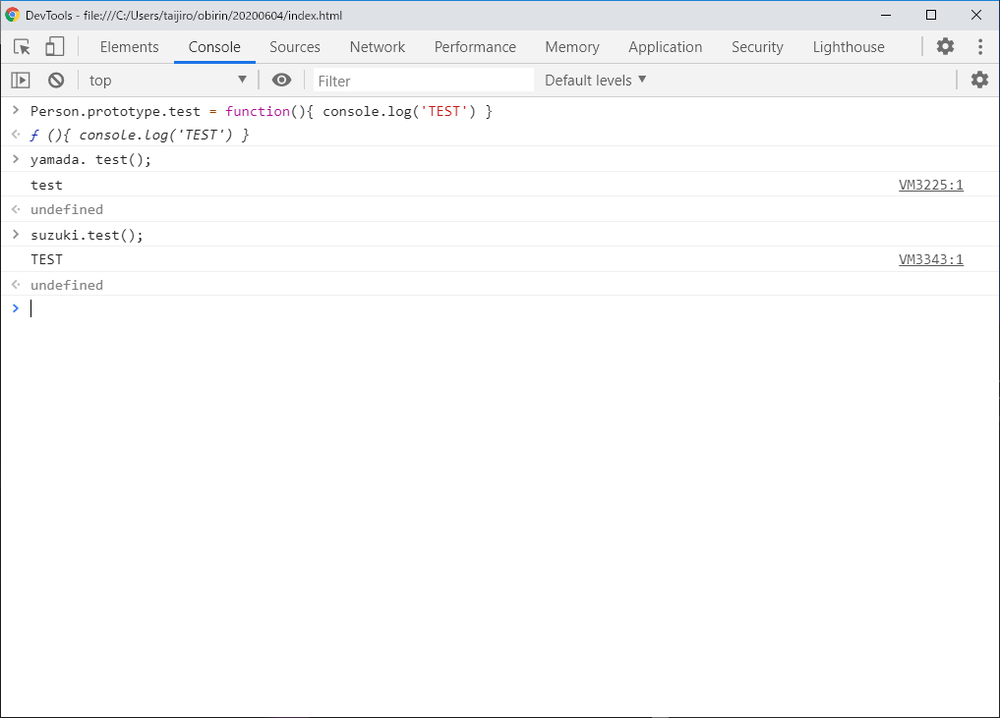 DevTools - file:///C:/Users/taijiro/obirin/20200604/index.html
Elements Console Sources Network Performance Memory Application Security Lighthouse
top Filter Default levels
Person.prototype.test = function(){ console.log('TEST') }
ƒ (){ console.log('TEST') }
yamada. test();
test VM3225:1
undefined
suzuki.test();
TEST VM3343:1
undefined